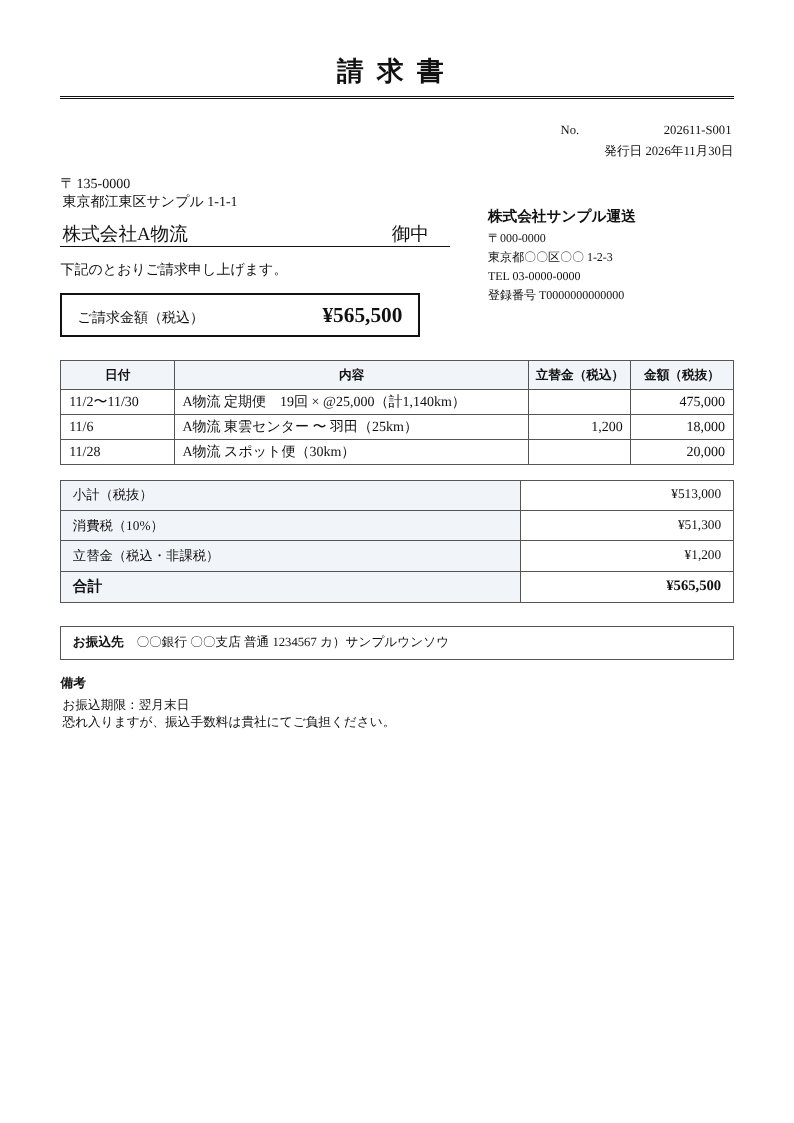 請求書
No. 202611-S001
発行日 2026年11月30日
〒 135-0000
東京都江東区サンプル 1-1-1
株式会社A物流 御中
下記のとおりご請求申し上げます。
ご請求金額（税込） ¥565,500
株式会社サンプル運送
〒000-0000
東京都〇〇区〇〇 1-2-3
TEL 03-0000-0000
登録番号 T0000000000000
日付 内容 立替金（税込） 金額（税抜）
11/2〜11/30 A物流 定期便　19回 × @25,000（計1,140km） 475,000
11/6 A物流 東雲センター 〜 羽田（25km） 1,200 18,000
11/28 A物流 スポット便（30km） 20,000
小計（税抜） ¥513,000
消費税（10%） ¥51,300
立替金（税込・非課税） ¥1,200
合計 ¥565,500
お振込先　〇〇銀行 〇〇支店 普通 1234567 カ）サンプルウンソウ
備考
お振込期限：翌月末日
恐れ入りますが、振込手数料は貴社にてご負担ください。